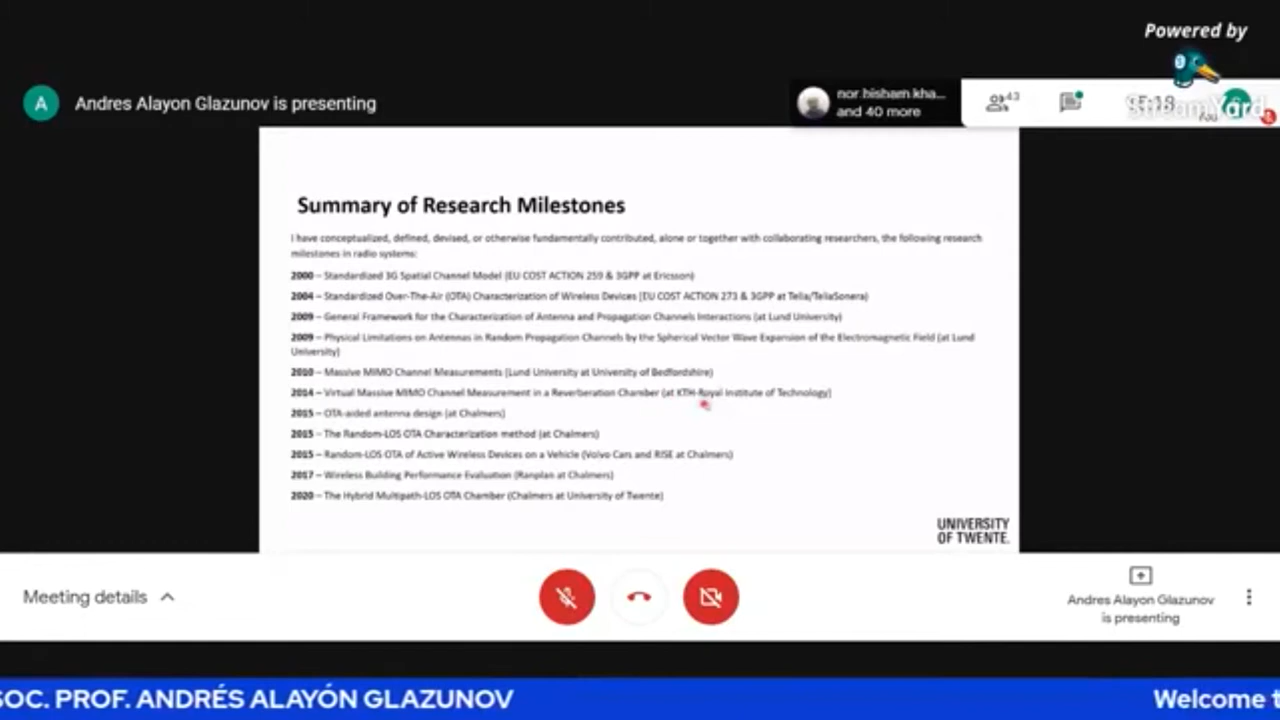 Powered by
StreamYard
A
Andres Alayon Glazunov is presenting
nor.hisham.kha...
and 40 more
43
Summary of Research Milestones
I have conceptualized, defined, devised, or otherwise fundamentally contributed, alone or together with collaborating researchers, the following research
milestones in radio systems:
2000 – Standardized 3G Spatial Channel Model (EU COST ACTION 259 & 3GPP at Ericsson)
2004 – Standardized Over-The-Air (OTA) Characterization of Wireless Devices (EU COST ACTION 273 & 3GPP at Telia/TeliaSonera)
2009 – General Framework for the Characterization of Antenna and Propagation Channels Interactions (at Lund University)
2009 – Physical Limitations on Antennas in Random Propagation Channels by the Spherical Vector Wave Expansion of the Electromagnetic Field (at Lund
University)
2010 – Massive MIMO Channel Measurements (Lund University at University of Bedfordshire)
2014 – Virtual Massive MIMO Channel Measurement in a Reverberation Chamber (at KTH-Royal Institute of Technology)
2015 – OTA-aided antenna design (at Chalmers)
2015 – The Random-LOS OTA Characterization method (at Chalmers)
2015 – Random-LOS OTA of Active Wireless Devices on a Vehicle (Volvo Cars and RISE at Chalmers)
2017 – Wireless Building Performance Evaluation (Ranplan at Chalmers)
2020 – The Hybrid Multipath-LOS OTA Chamber (Chalmers at University of Twente)
UNIVERSITY
OF TWENTE.
Meeting details
Andres Alayon Glazunov
is presenting
SOC. PROF. ANDRÉS ALAYÓN GLAZUNOV
Welcome t